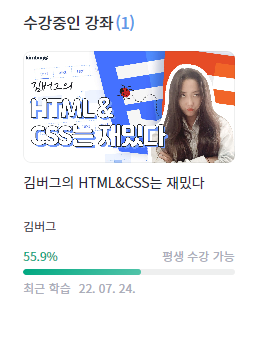 수강중인 강좌(1)
김버그의
HTML&
CSS는 재밌다
김버그의 HTML&CSS는 재밌다
김버그
55.9%
평생 수강 가능
최근 학습 22. 07. 24.